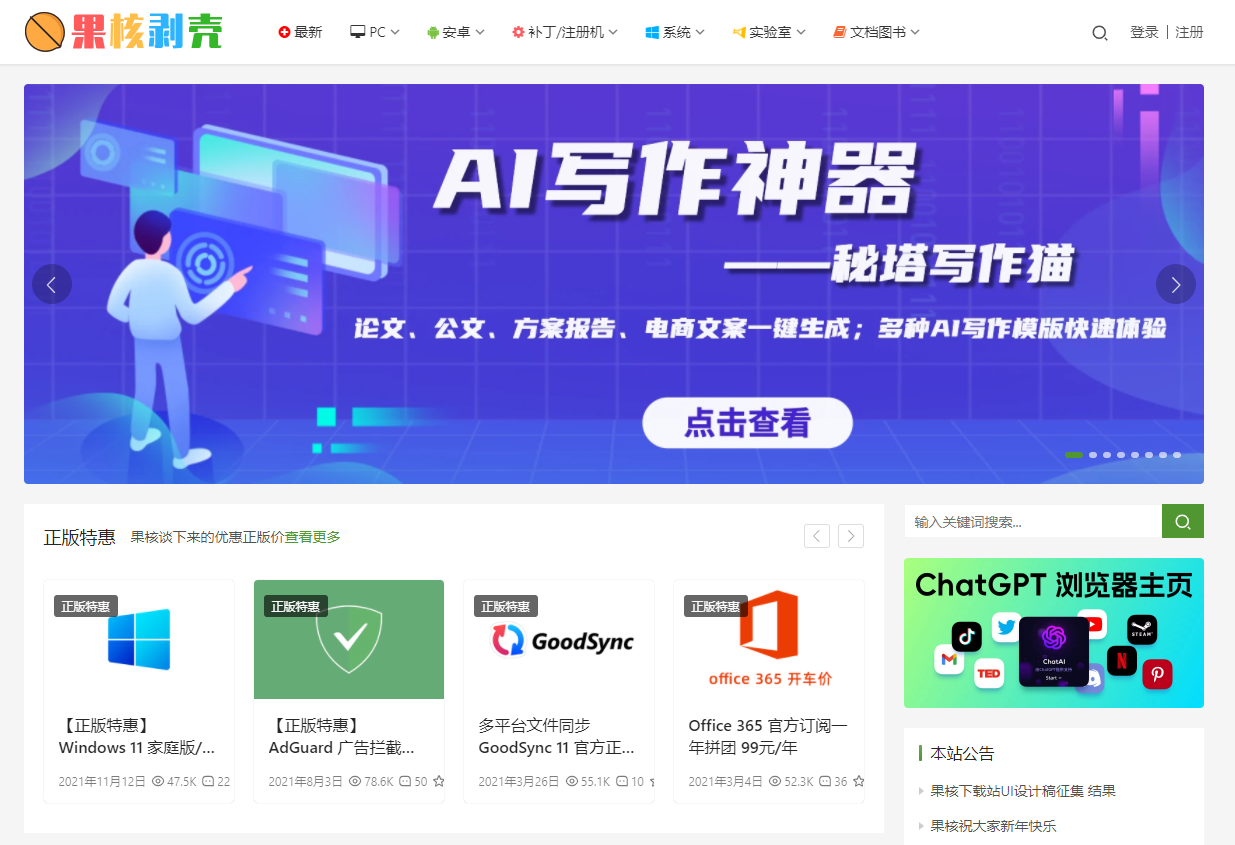 果核剥壳
最新
PC
安卓
补丁/注册机
系统
实验室
文档图书
登录
注册
AI写作神器
——秘塔写作猫
论文、公文、方案报告、电商文案一键生成；多种AI写作模版快速体验
点击查看
正版特惠 果核谈下来的优惠正版价查看更多
输入关键词搜索...
ChatGPT 浏览器主页
STEAM
TED
ChatAI
Start
正版特惠
【正版特惠】
Windows 11 家庭版/...
2021年11月12日 47.5K 22
正版特惠
【正版特惠】
AdGuard 广告拦截...
2021年8月3日 78.6K 50
正版特惠
GoodSync
多平台文件同步
GoodSync 11 官方正...
2021年3月26日 55.1K 10
正版特惠
office 365 开车价
Office 365 官方订阅一
年拼团 99元/年
2021年3月4日 52.3K 36
本站公告
果核下载站UI设计稿征集 结果
果核祝大家新年快乐